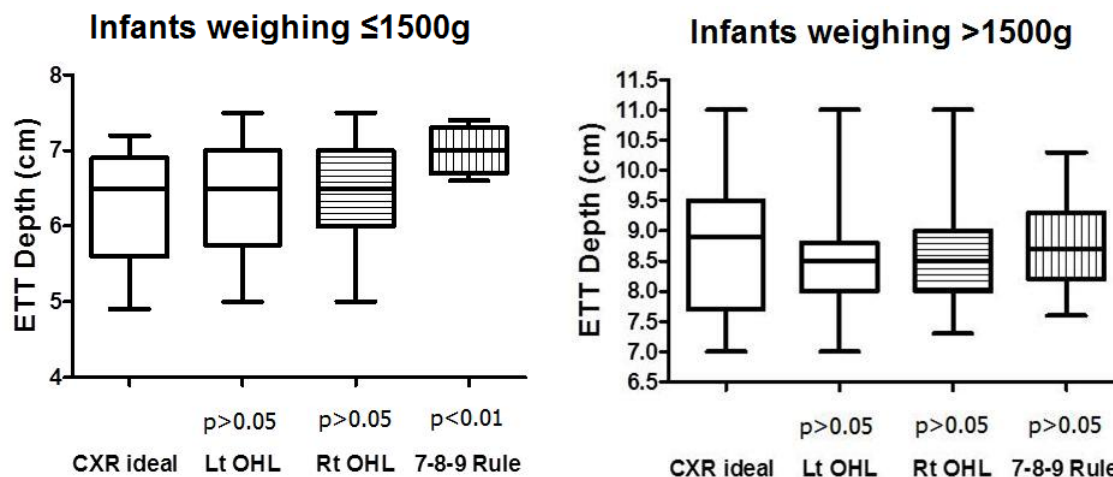 Infants weighing ≤1500g
ETT Depth (cm)
8
7
6
5
4
p>0.05 p>0.05 p<0.01
CXR ideal Lt OHL Rt OHL 7-8-9 Rule
Infants weighing >1500g
ETT Depth (cm)
11.5
11.0
10.5
10.0
9.5
9.0
8.5
8.0
7.5
7.0
6.5
p>0.05 p>0.05 p>0.05
CXR ideal Lt OHL Rt OHL 7-8-9 Rule